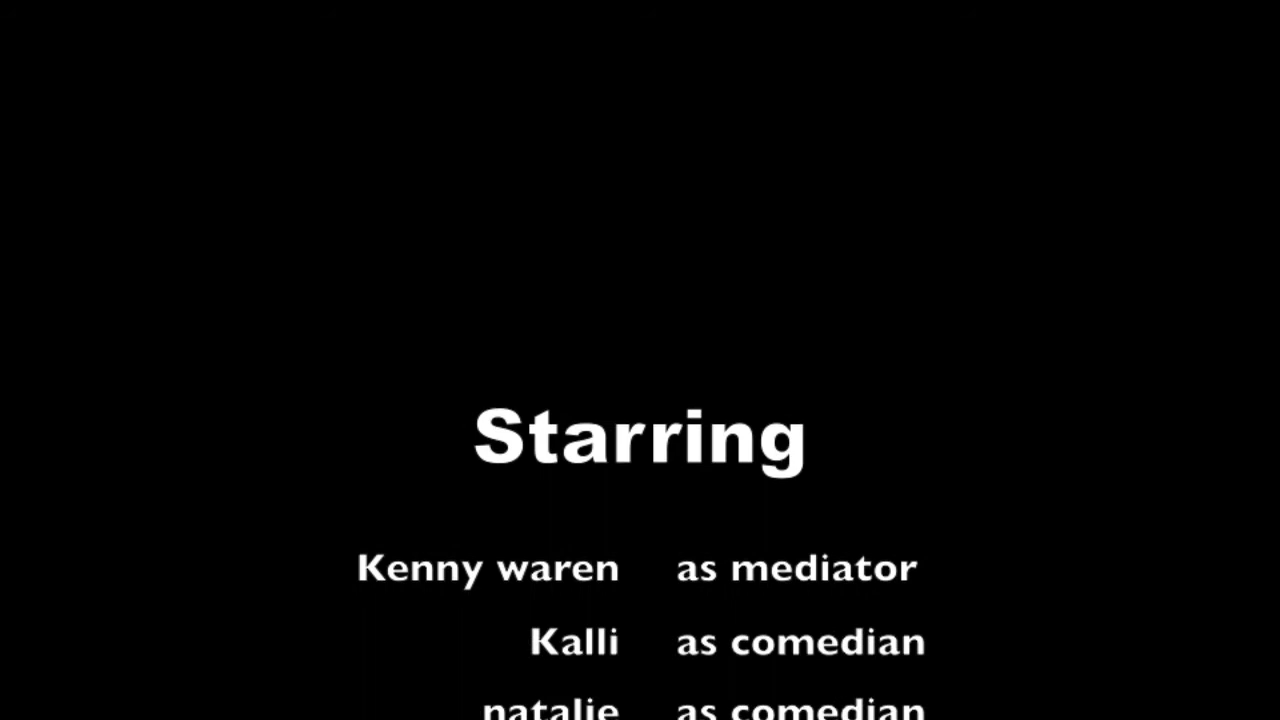 Starring
Kenny waren as mediator
Kalli as comedian
natalie as comedian